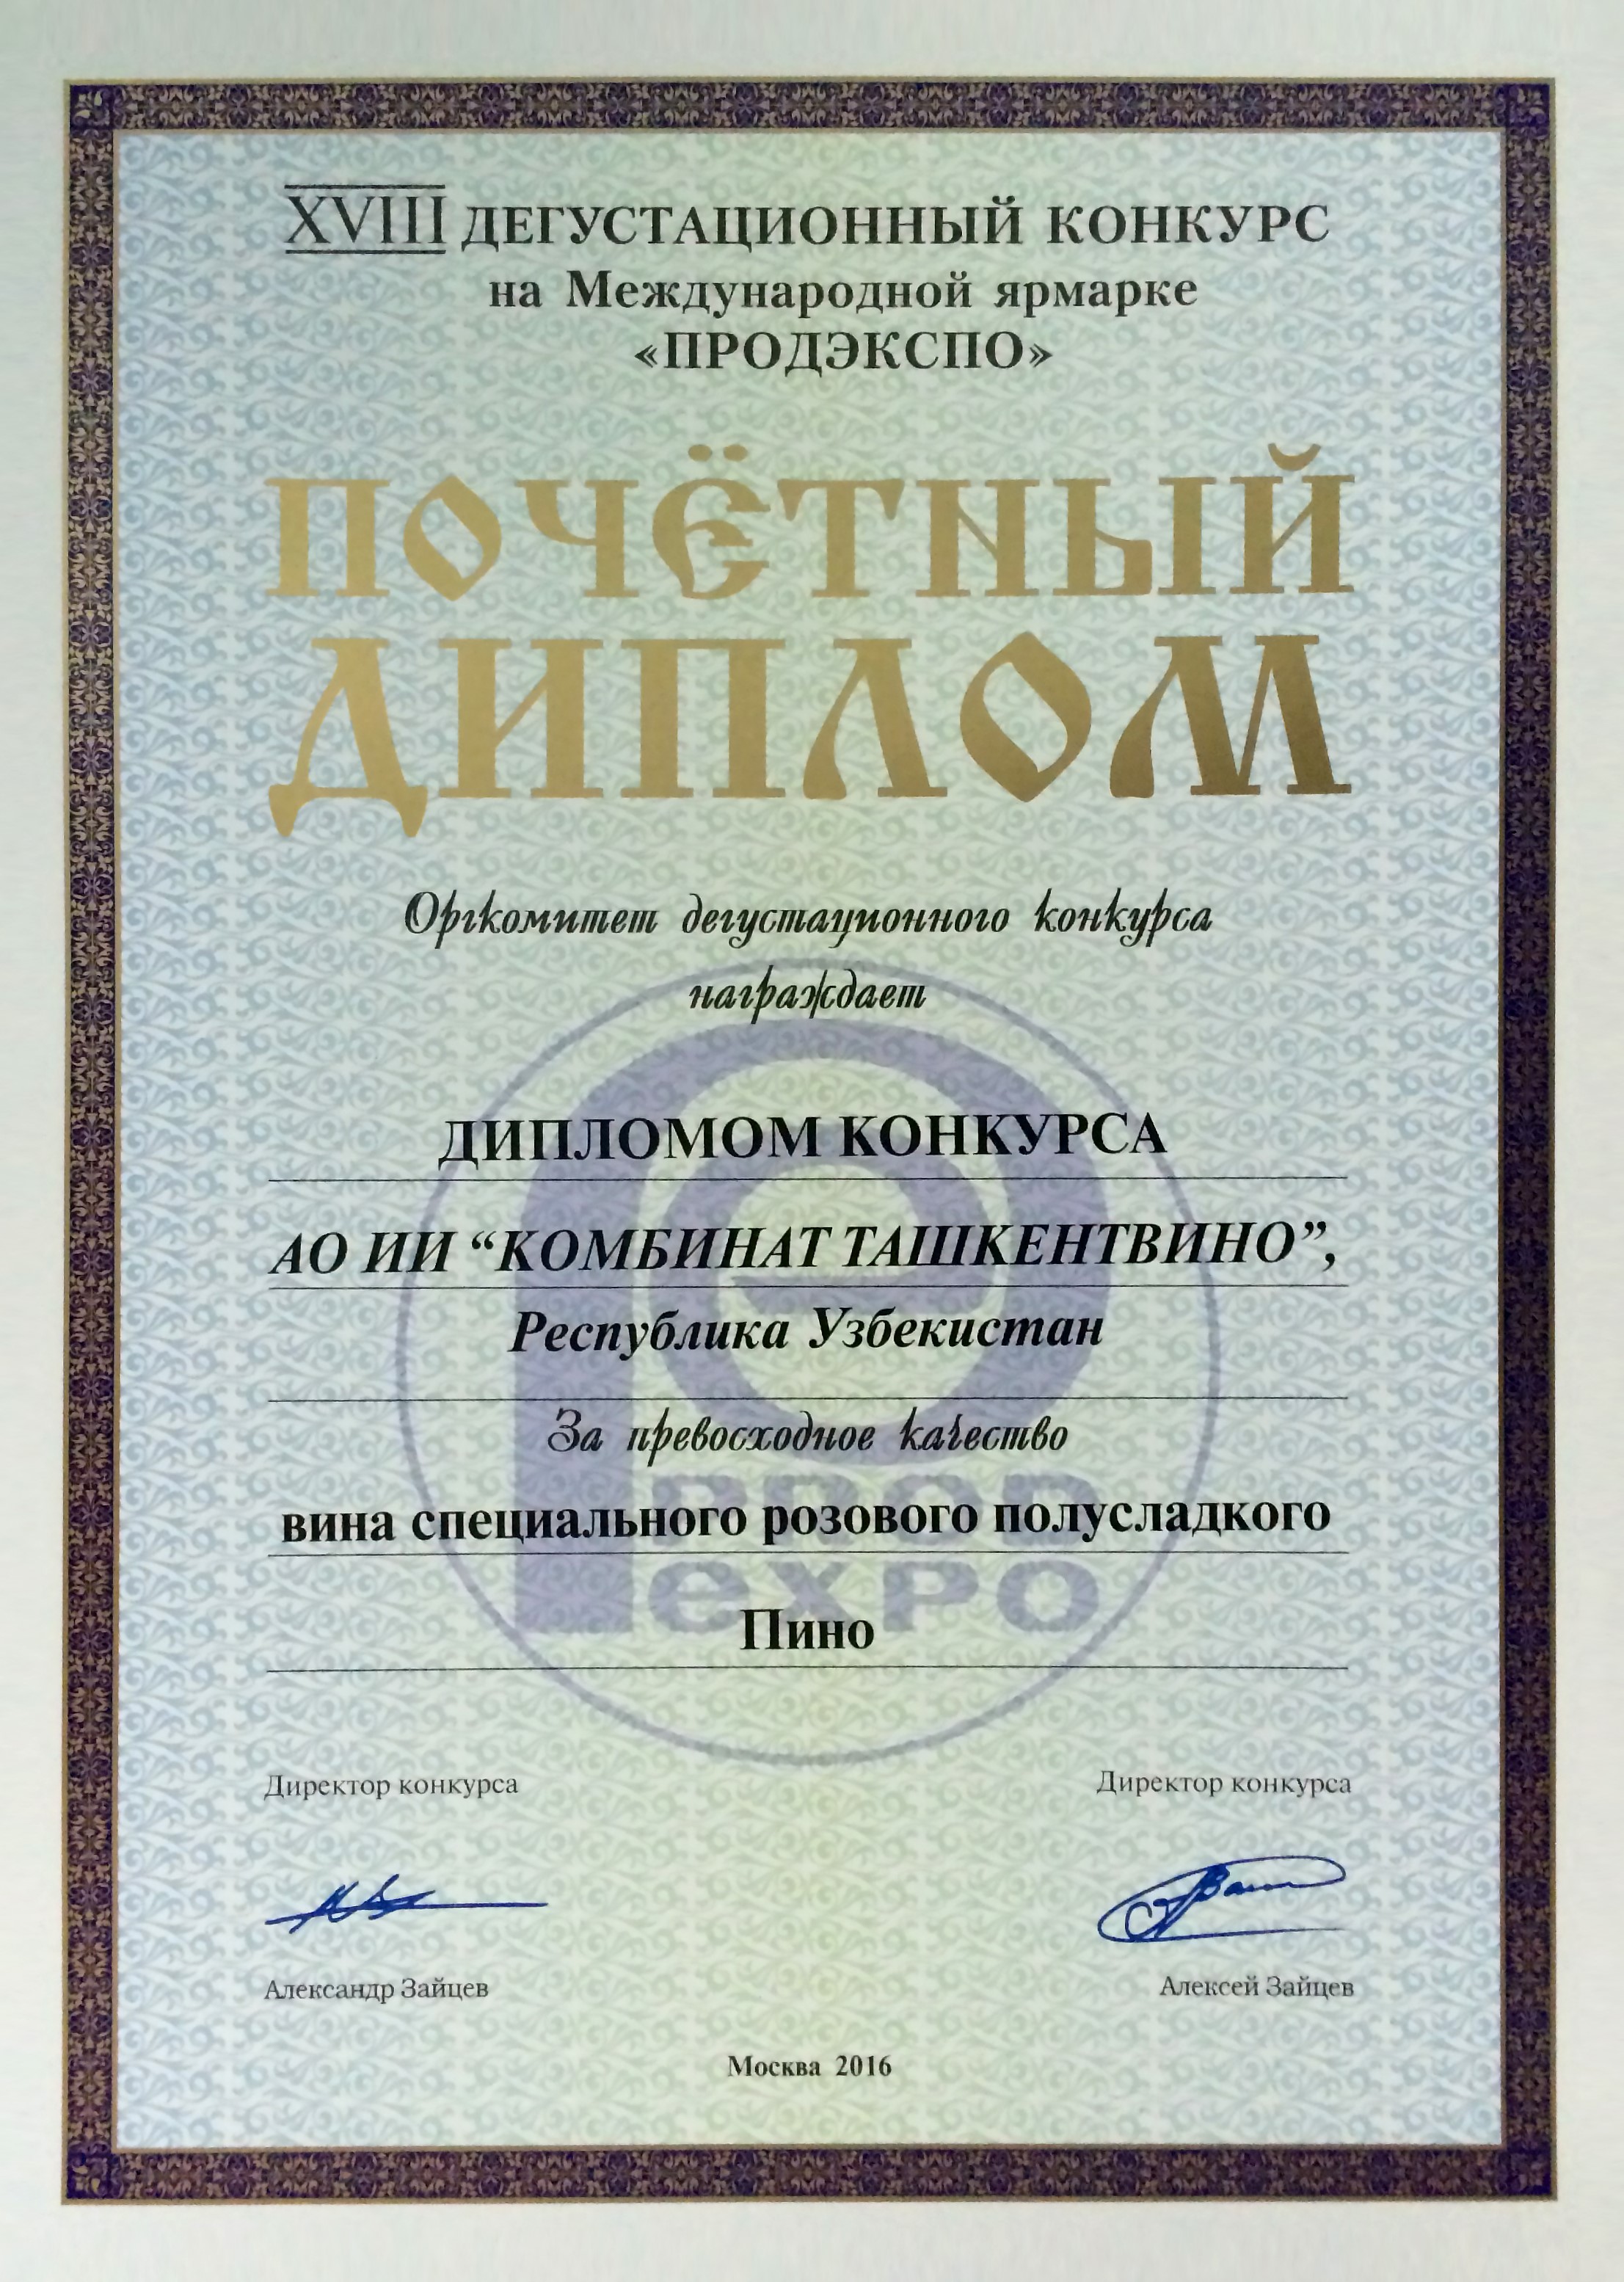 XVIII ДЕГУСТАЦИОННЫЙ КОНКУРС
на Международной ярмарке
«ПРОДЭКСПО»
ПОЧЁТНЫЙ
ДИПЛОМ
Оргкомитет дегустационного конкурса
награждает
ДИПЛОМОМ КОНКУРСА
АО ИИ “КОМБИНАТ ТАШКЕНТВИНО”,
Республика Узбекистан
За превосходное качество
PROD
вина специального розового полусладкого
expo
Пино
Директор конкурса Директор конкурса
Александр Зайцев Алексей Зайцев
Москва 2016